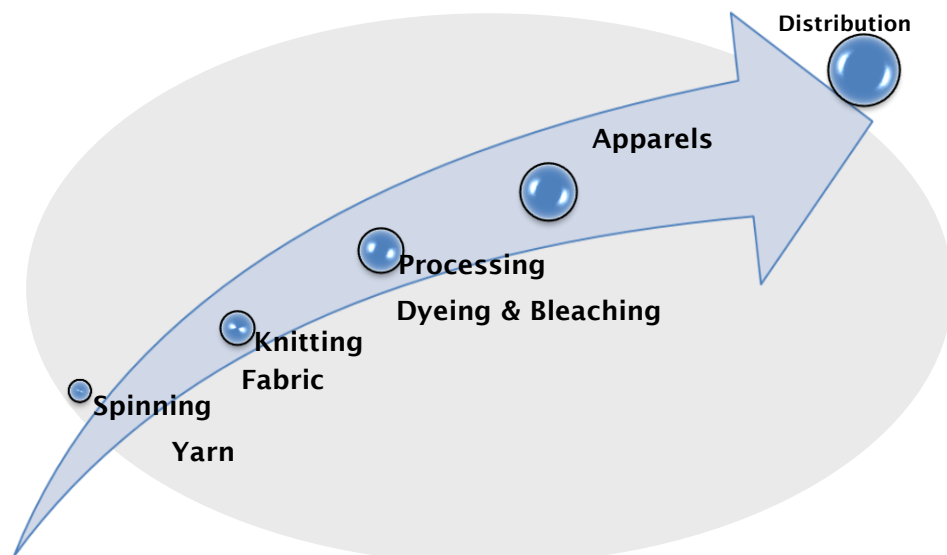 Distribution
Apparels
Processing
Dyeing & Bleaching
Knitting
Fabric
Spinning
Yarn